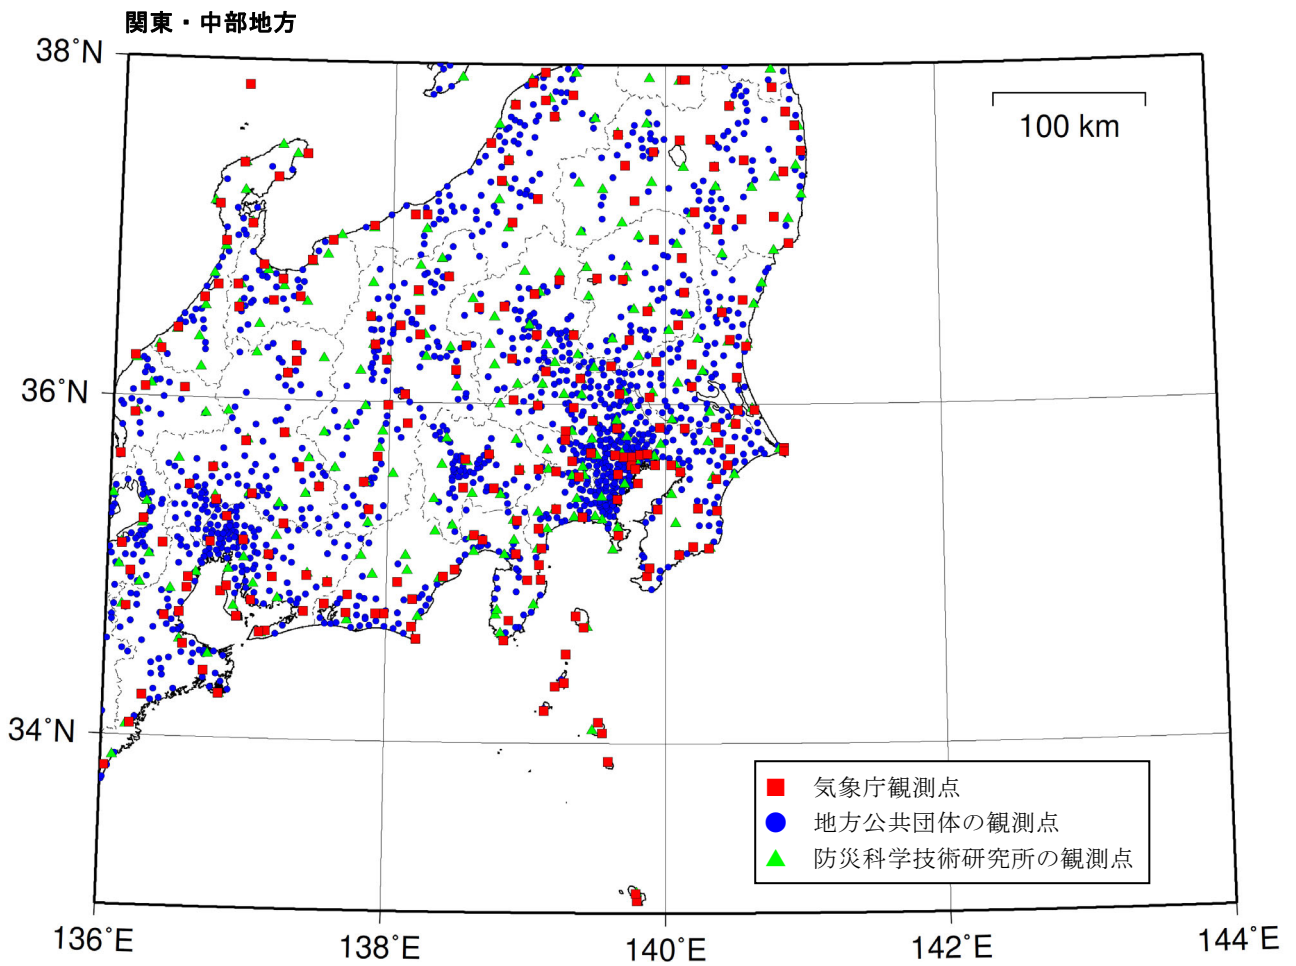 関東・中部地方
38˚N
100 km
36˚N
34˚N
気象庁観測点
地方公共団体の観測点
防災科学技術研究所の観測点
136˚E
138˚E
140˚E
142˚E
144˚E